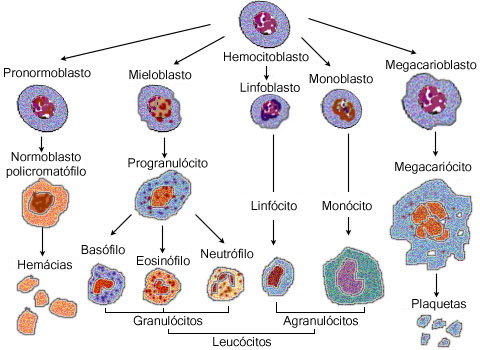 Hemocitoblasto
Pronormoblasto
Mieloblasto
Linfoblasto
Monoblasto
Megacarioblasto
Normoblasto
policromatófilo
Progranulócito
Megacariócito
Linfócito
Monócito
Basófilo
Eosinófilo
Neutrófilo
Hemácias
Plaquetas
Granulócitos
Agranulócitos
Leucócitos